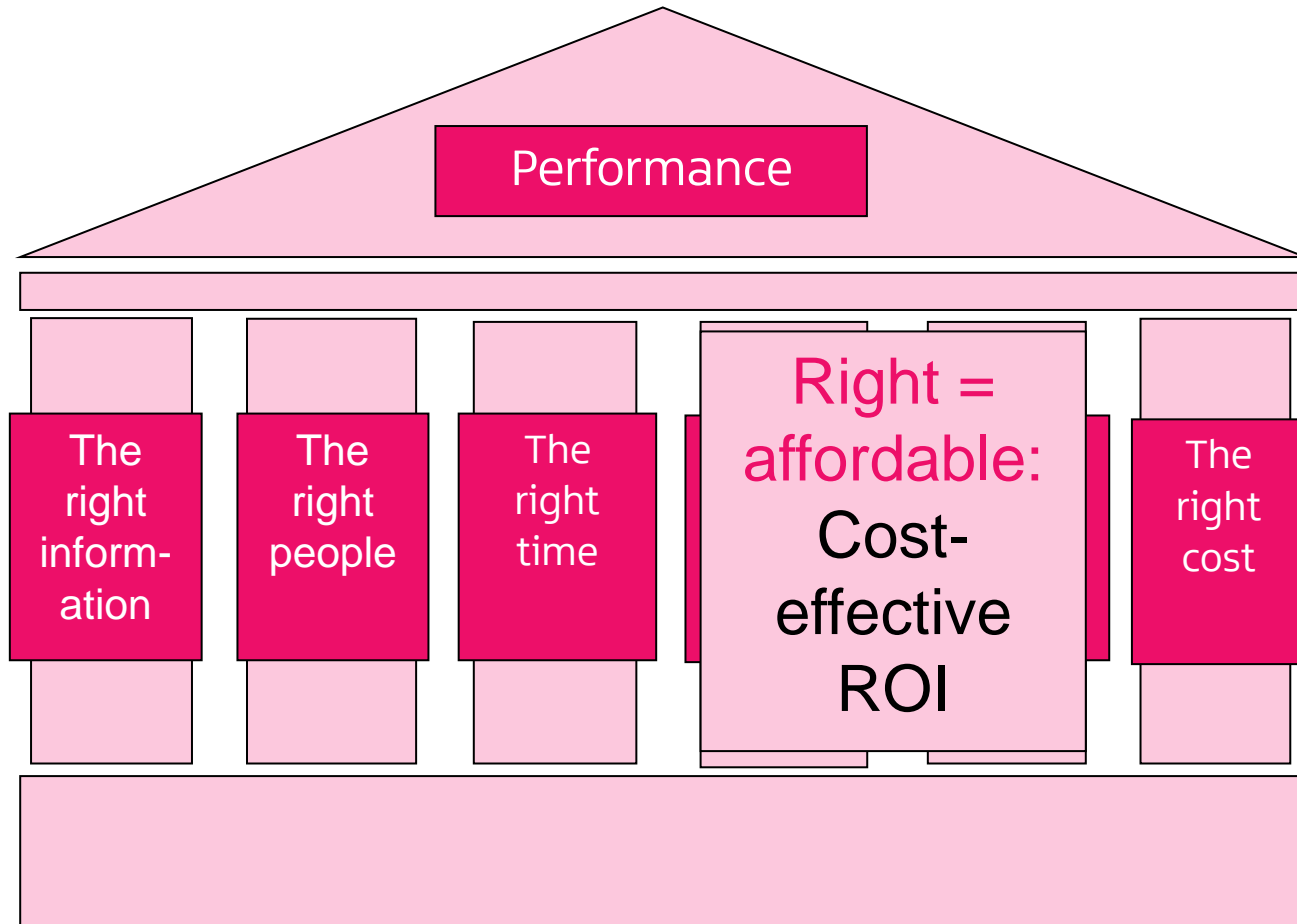 Performance
The
right
inform-
ation
The
right
people
The
right
time
Right =
affordable:
Cost-
effective
ROI
The
right
cost